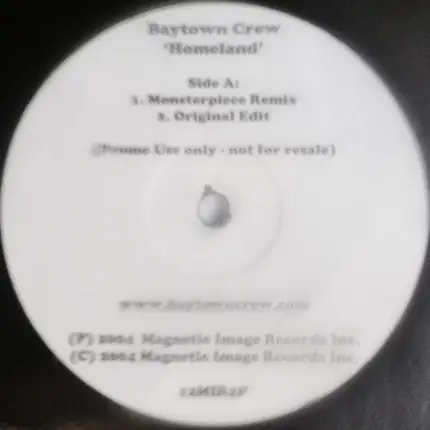 Baytown Crew
'Homeland'
Side A:
1. Monsterpiece Remix
2. Original Edit
(Promo Use only - not for resale)
www.baytowncrew.com
(P) 2004 Magnetic Image Records Inc.
(C) 2004 Magnetic Image Records Inc.